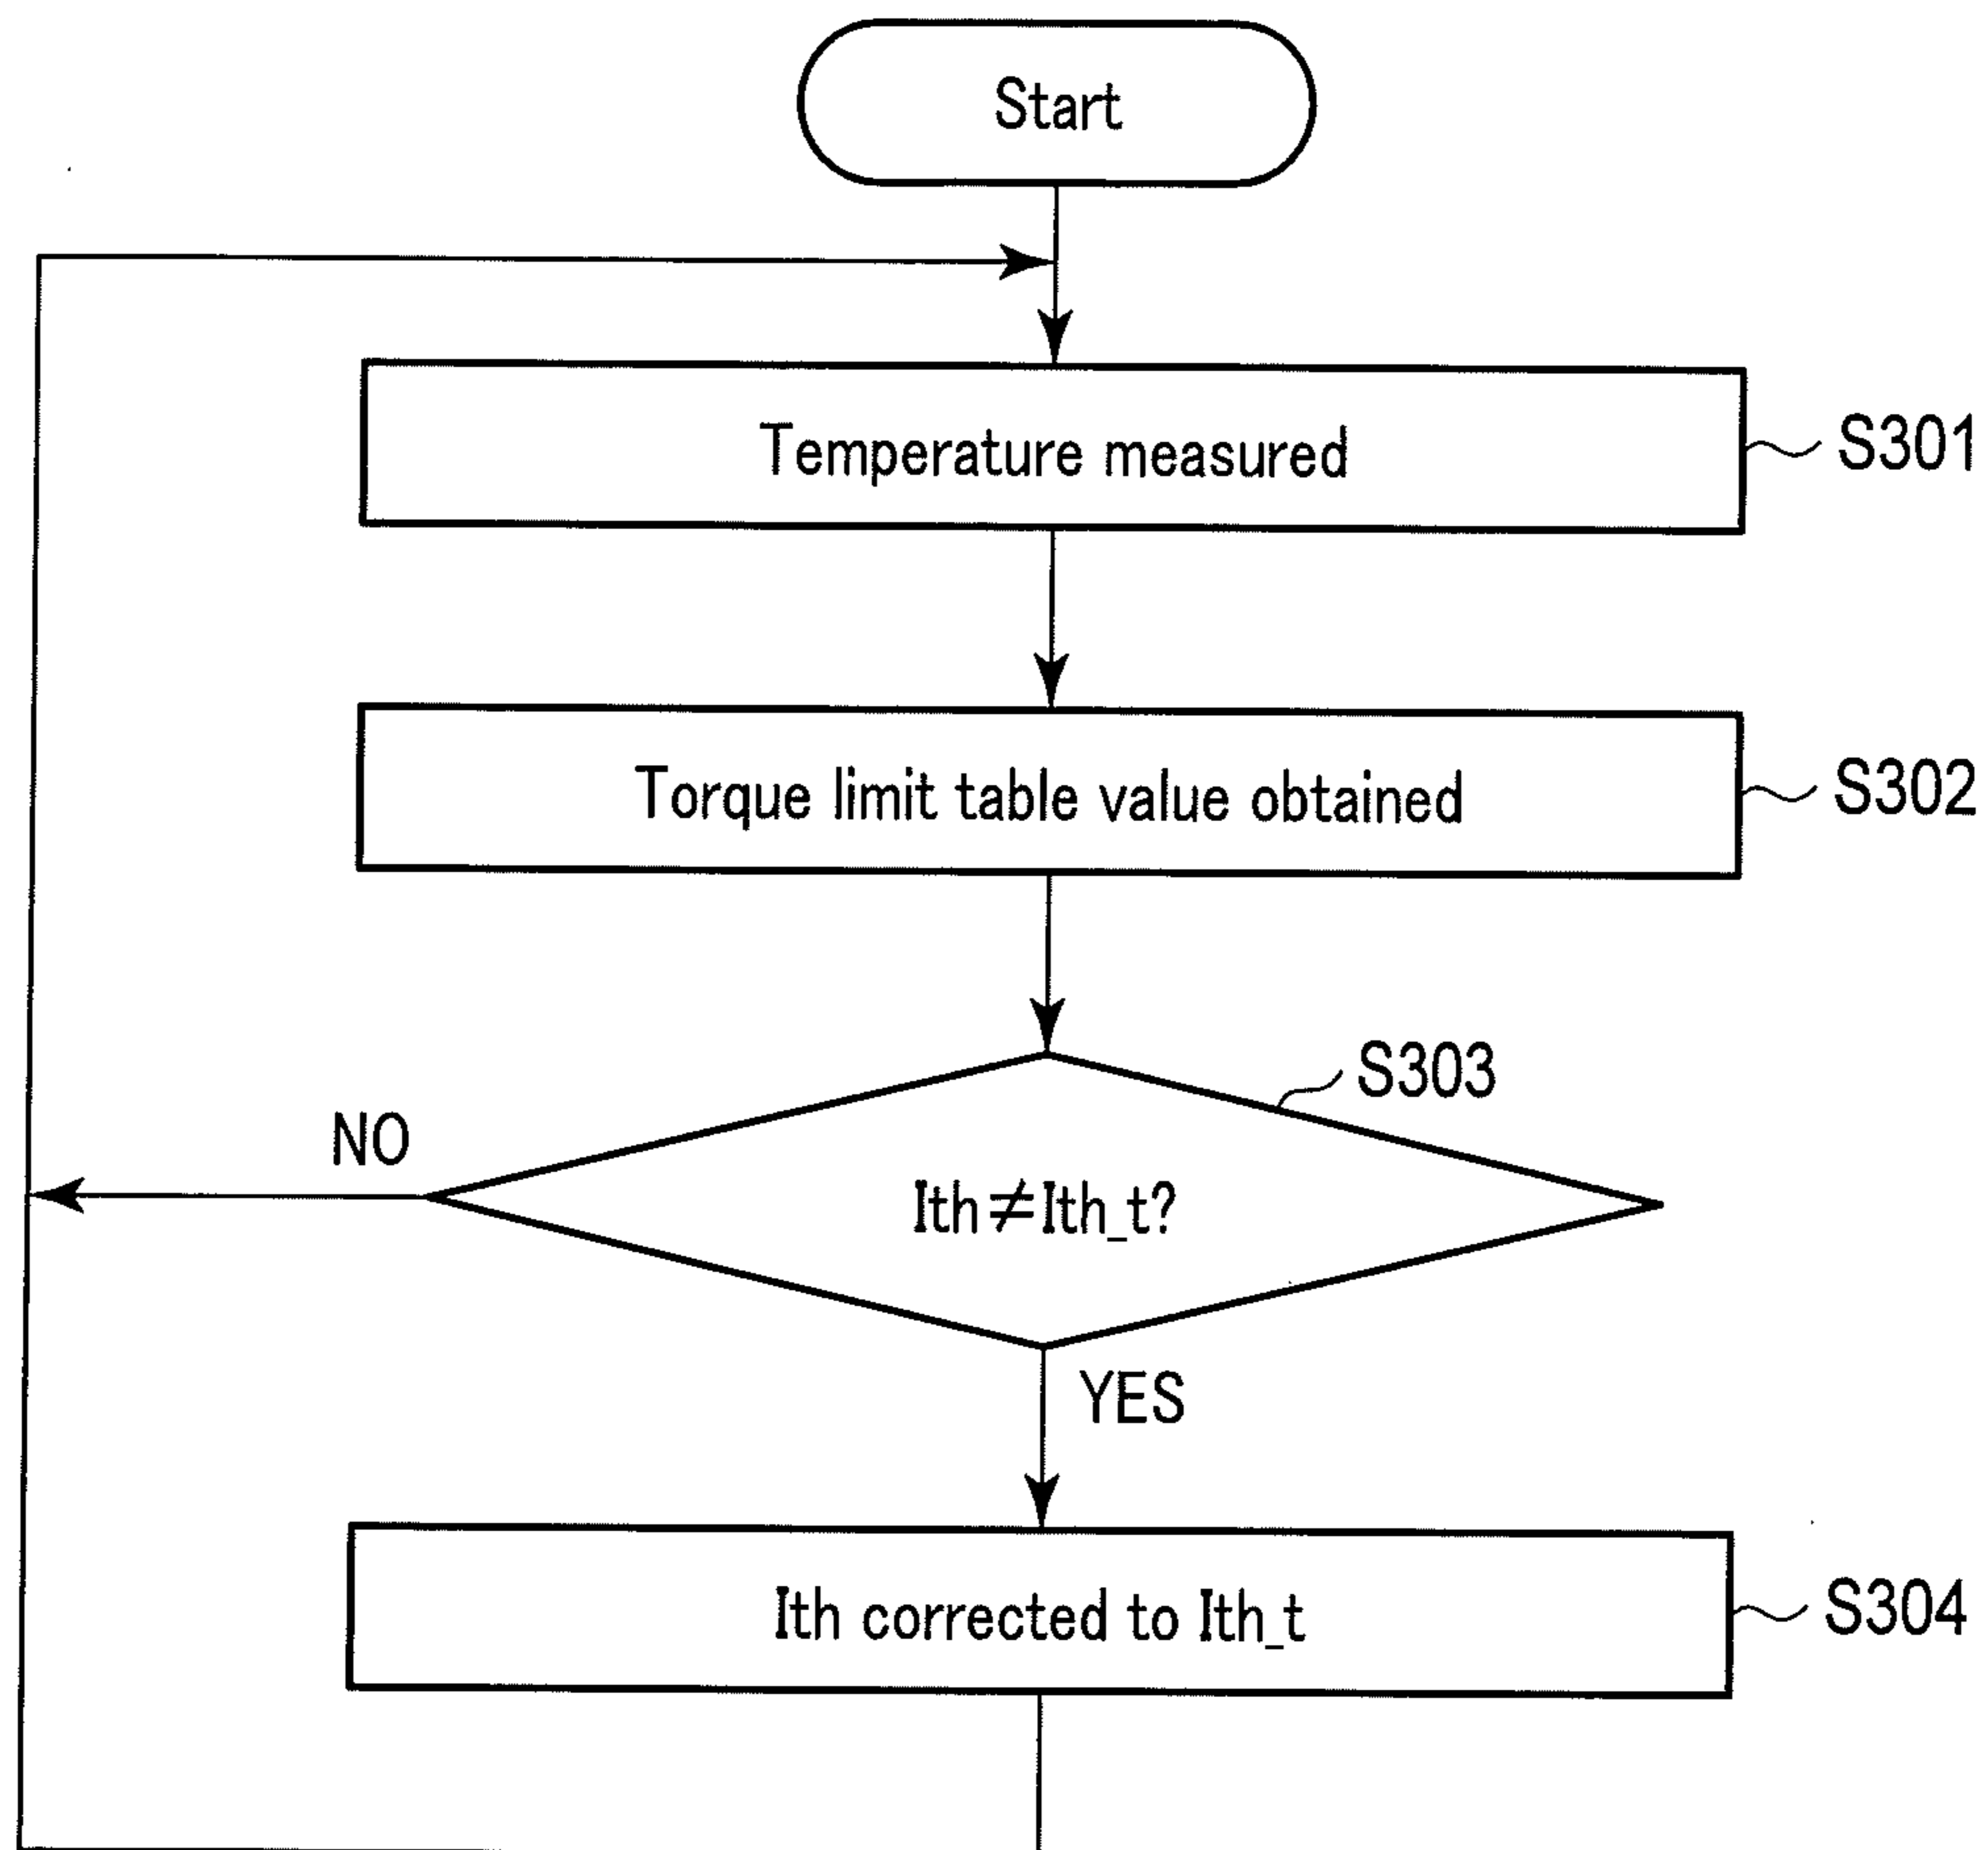 Start
Temperature measured
S301
Torque limit table value obtained
S302
S303
NO
Ith≠Ith_t?
YES
Ith corrected to Ith_t
S304